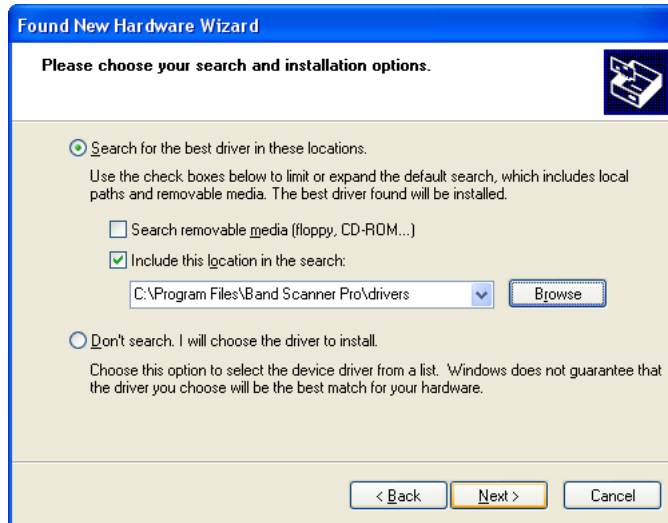 Found New Hardware Wizard
Please choose your search and installation options.
Search for the best driver in these locations.
Use the check boxes below to limit or expand the default search, which includes local
paths and removable media. The best driver found will be installed.
Search removable media (floppy, CD-ROM...)
Include this location in the search:
C:\Program Files\Band Scanner Pro\drivers
Browse
Don't search. I will choose the driver to install.
Choose this option to select the device driver from a list. Windows does not guarantee that
the driver you choose will be the best match for your hardware.
< Back
Next >
Cancel